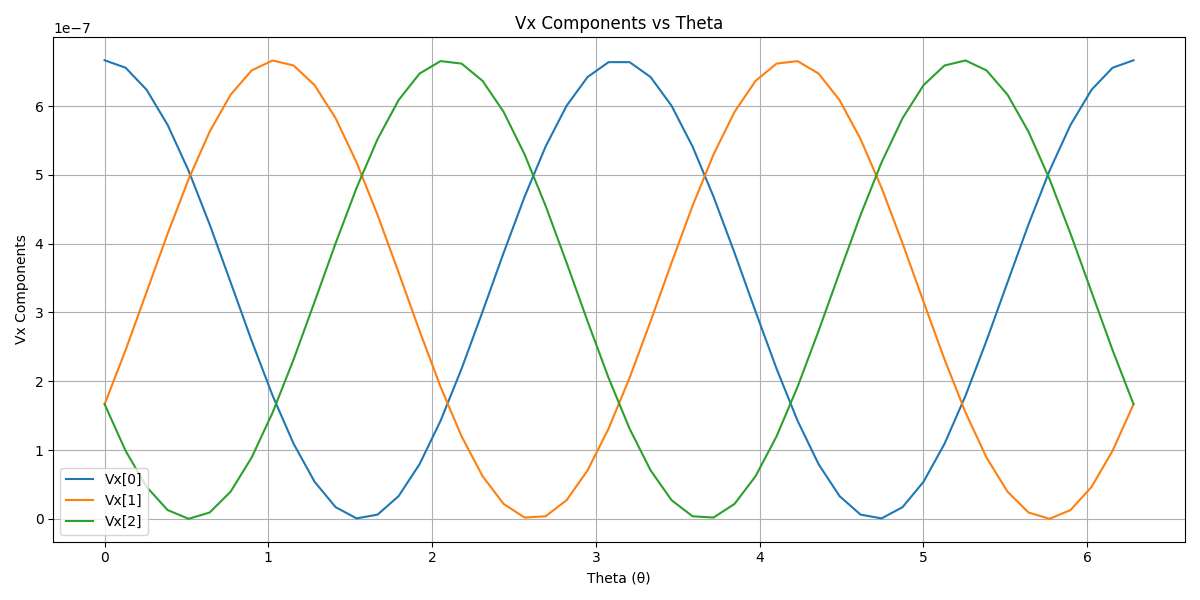 Vx Components vs Theta
1e−7
6
5
4
3
2
1
0
Vx Components
Vx[0]
Vx[1]
Vx[2]
0 1 2 3 4 5 6
Theta (θ)